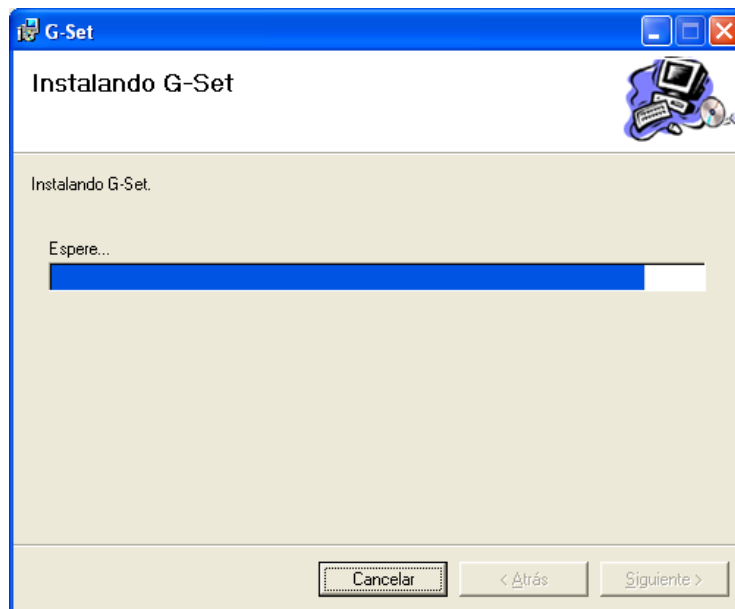 G-Set
Instalando G-Set
Instalando G-Set.
Espere...
Cancelar
< Atrás
Siguiente >